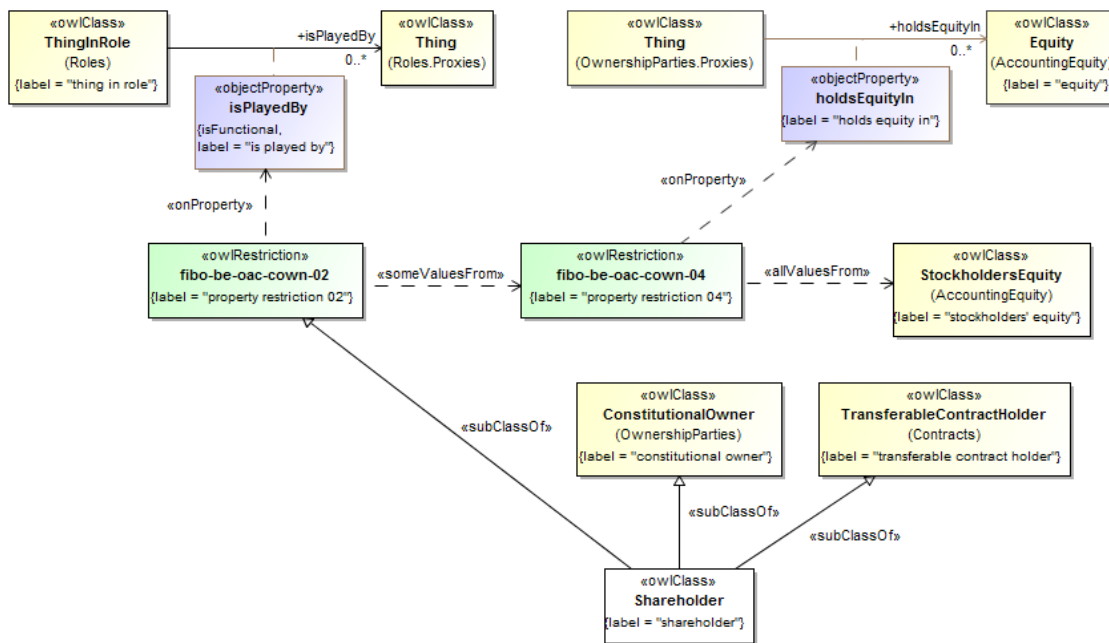 «owlClass»
ThingInRole
(Roles)
{label = "thing in role"}
+isPlayedBy
0..*
«owlClass»
Thing
(Roles.Proxies)
«owlClass»
Thing
(OwnershipParties.Proxies)
+holdsEquityIn
0..*
«owlClass»
Equity
(AccountingEquity)
{label = "equity"}
«objectProperty»
isPlayedBy
{isFunctional,
label = "is played by"}
«objectProperty»
holdsEquityIn
{label = "holds equity in"}
«onProperty»
«onProperty»
«owlRestriction»
fibo-be-oac-cown-02
{label = "property restriction 02"}
«someValuesFrom»
«owlRestriction»
fibo-be-oac-cown-04
{label = "property restriction 04"}
«allValuesFrom»
«owlClass»
StockholdersEquity
(AccountingEquity)
{label = "stockholders' equity"}
«subClassOf»
«owlClass»
ConstitutionalOwner
(OwnershipParties)
{label = "constitutional owner"}
«owlClass»
TransferableContractHolder
(Contracts)
{label = "transferable contract holder"}
«subClassOf»
«subClassOf»
«owlClass»
Shareholder
{label = "shareholder"}